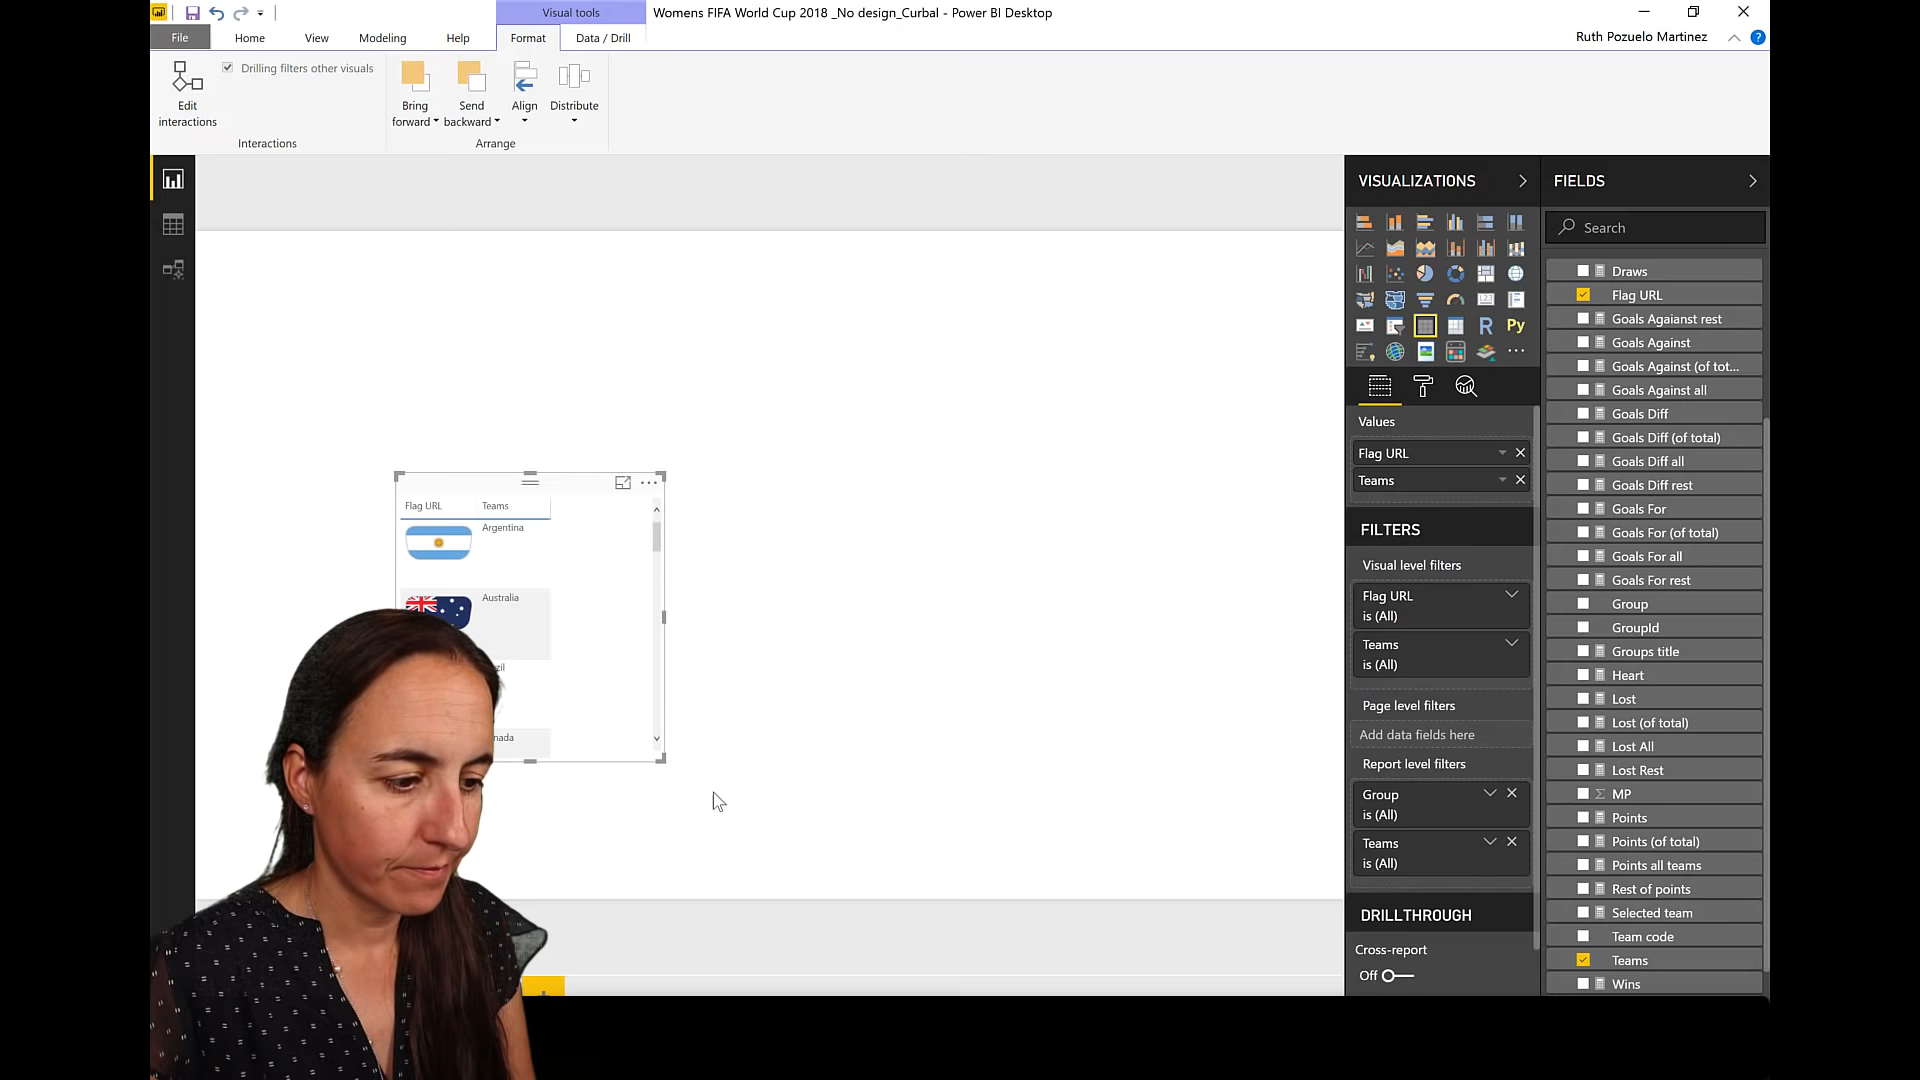 Visual tools
Womens FIFA World Cup 2018 _No design_Curbal - Power BI Desktop
File
Home
View
Modeling
Help
Format
Data / Drill
Ruth Pozuelo Martinez
?
Edit
interactions
Drilling filters other visuals
Bring
forward
Send
backward
Align
Distribute
Interactions
Arrange
Flag URL
Teams
Argentina
Australia
VISUALIZATIONS
R
Py
123
Values
Flag URL
Teams
FILTERS
Visual level filters
Flag URL
is (All)
Teams
is (All)
Page level filters
Add data fields here
Report level filters
Group
is (All)
Teams
is (All)
DRILLTHROUGH
Cross-report
Off
FIELDS
Search
Draws
Flag URL
Goals Agaianst rest
Goals Against
Goals Against (of tot...
Goals Against all
Goals Diff
Goals Diff (of total)
Goals Diff all
Goals Diff rest
Goals For
Goals For (of total)
Goals For all
Goals For rest
Group
GroupId
Groups title
Heart
Lost
Lost (of total)
Lost All
Lost Rest
Σ MP
Points
Points (of total)
Points all teams
Rest of points
Selected team
Team code
Teams
Wins